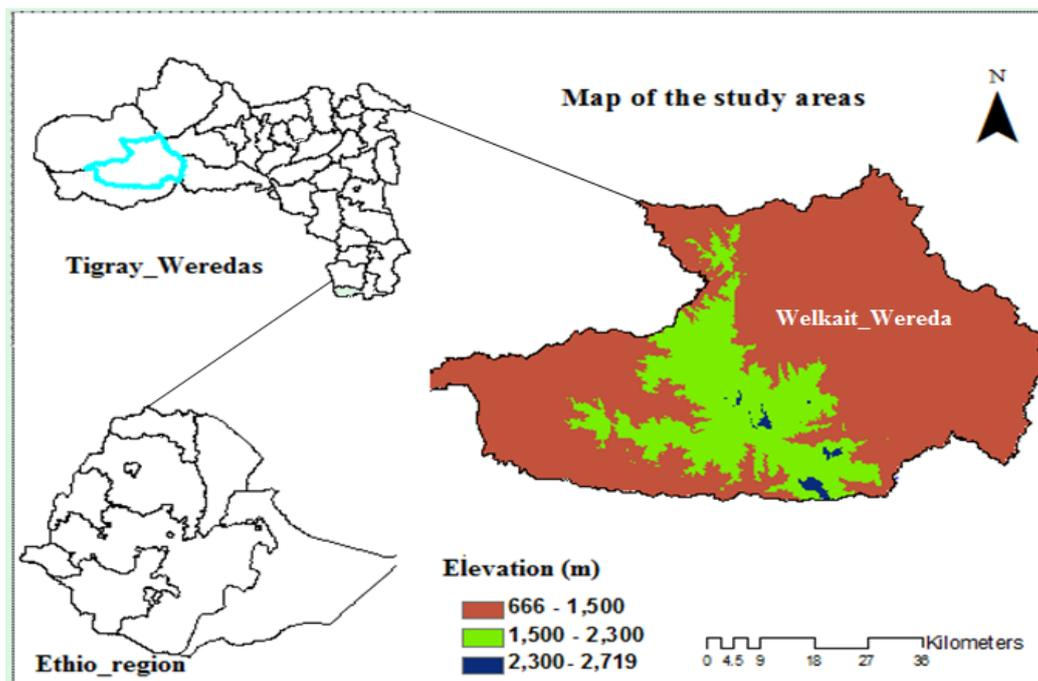 N
Map of the study areas
Tigray_Weredas
Welkait_Wereda
Ethio_region
Elevation (m)
666 - 1,500
1,500 - 2,300
2,300 - 2,719
Kilometers
0 4.5 9 18 27 36